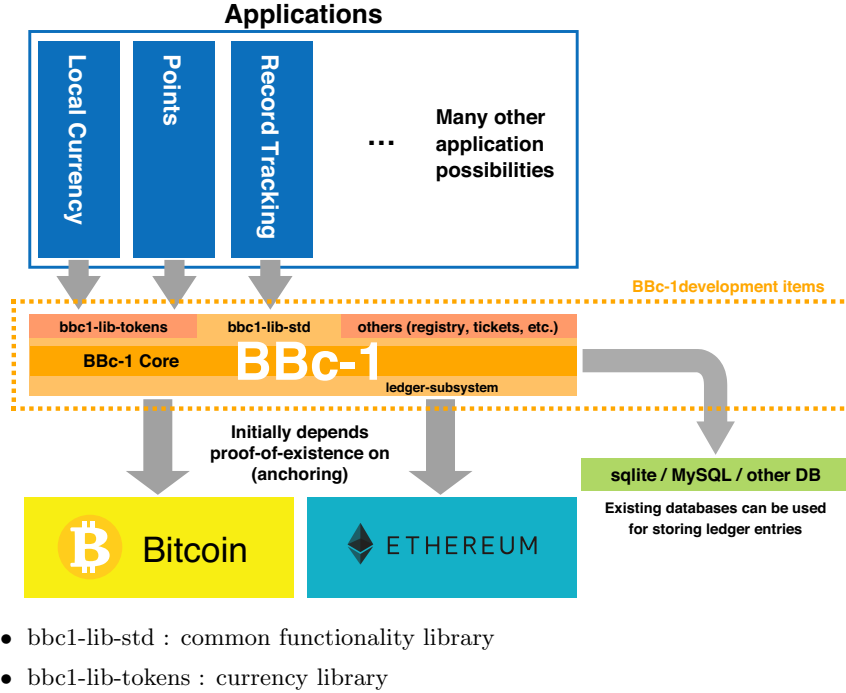 Applications
Local Currency
Points
Record Tracking
...
Many other
application
possibilities
BBc-1development items
bbc1-lib-tokens
bbc1-lib-std
others (registry, tickets, etc.)
BBc-1 Core
BBc-1
ledger-subsystem
Initially depends
proof-of-existence on
(anchoring)
sqlite / MySQL / other DB
Existing databases can be used
for storing ledger entries
Bitcoin
ETHEREUM
• bbc1-lib-std : common functionality library
• bbc1-lib-tokens : currency library